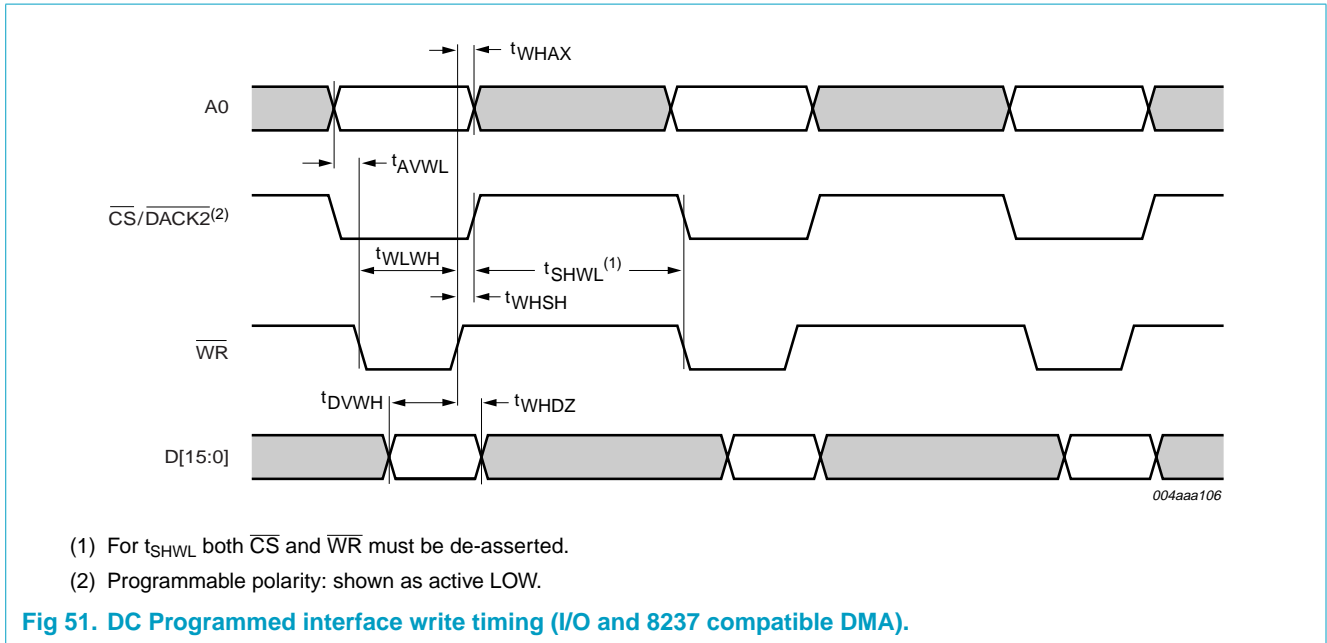 tWHAX
A0
tAVWL
CS/DACK2(2)
tWLWH
tSHWL(1)
tWHSH
WR
tDVWH
tWHDZ
D[15:0]
004aaa106
(1) For tSHWL both CS and WR must be de-asserted.
(2) Programmable polarity: shown as active LOW.
Fig 51. DC Programmed interface write timing (I/O and 8237 compatible DMA).